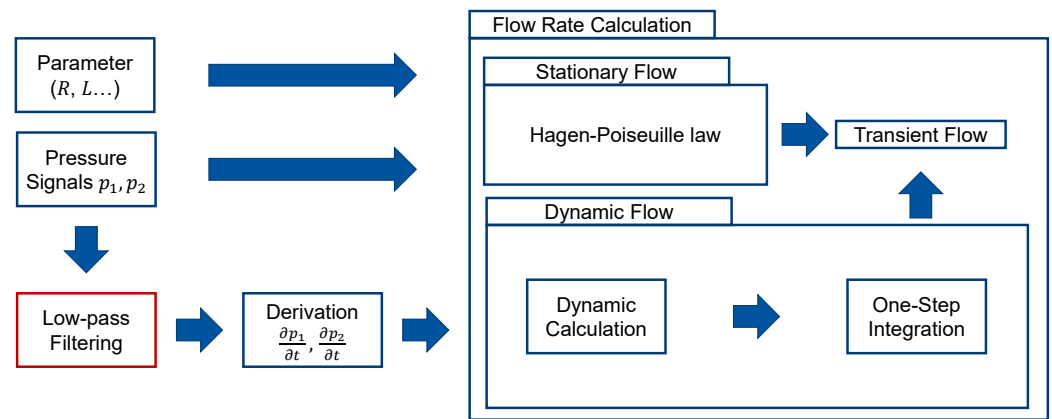 Parameter
(R, L…)
Pressure
Signals p₁, p₂
Low-pass
Filtering
Derivation
∂p₁/∂t, ∂p₂/∂t
Flow Rate Calculation
Stationary Flow
Hagen-Poiseuille law
Transient Flow
Dynamic Flow
Dynamic
Calculation
One-Step
Integration